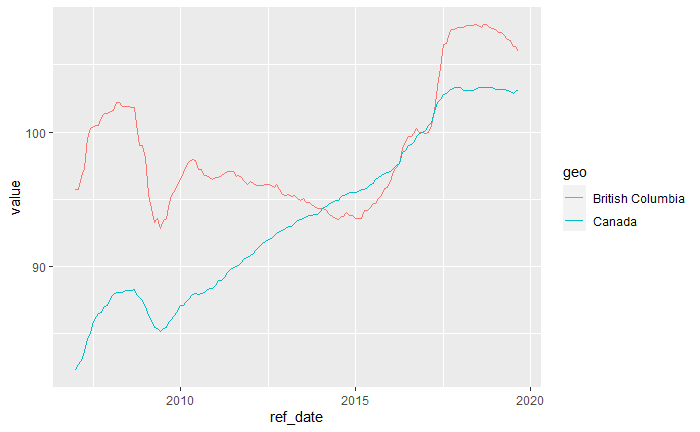 value
100
90
2010
2015
2020
ref_date
geo
British Columbia
Canada